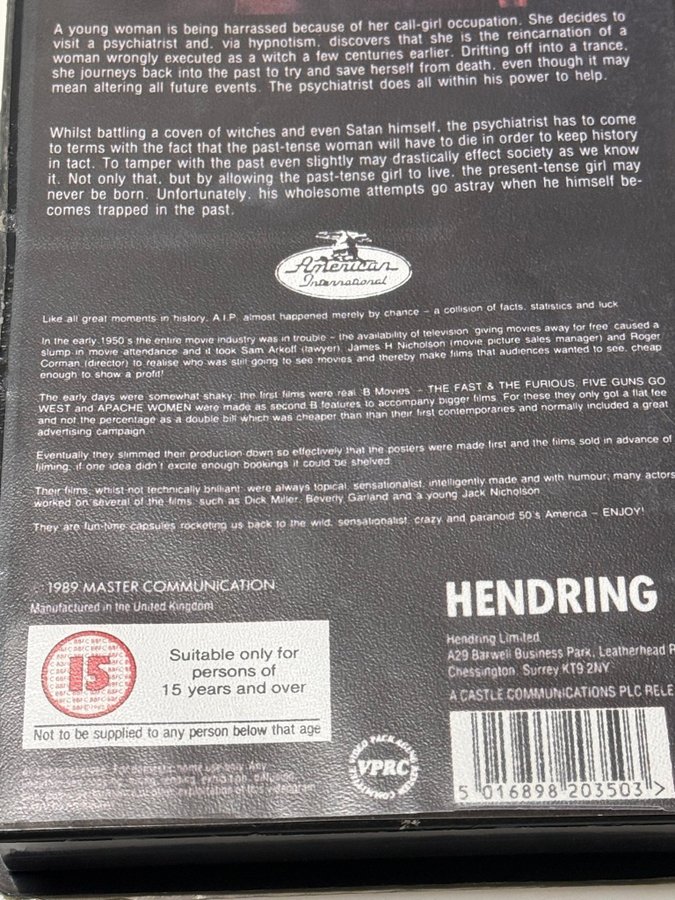 A young woman is being harrassed because of her call-girl occupation. She decides to
visit a psychiatrist and, via hypnotism, discovers that she is the reincarnation of a
woman wrongly executed as a witch a few centuries earlier. Drifting off into a trance,
she journeys back into the past to try and save herself from death, even though it may
mean altering all future events. The psychiatrist does all within his power to help.
Whilst battling a coven of witches and even Satan himself, the psychiatrist has to come
to terms with the fact that the past-tense woman will have to die in order to keep history
in tact. To tamper with the past even slightly may drastically effect society as we know
it. Not only that, but by allowing the past-tense girl to live, the present-tense girl may
never be born. Unfortunately, his wholesome attempts go astray when he himself be-
comes trapped in the past.
American
International
Like all great moments in history, A.I.P. almost happened merely by chance – a collision of facts, statistics and luck
In the early 1950's the entire movie industry was in trouble – the availability of television 'giving movies away for free' caused a
slump in movie attendance and it took Sam Arkoff (lawyer), James H Nicholson (movie picture sales manager) and Roger
Corman (director) to realise who was still going to see movies and thereby make films that audiences wanted to see, cheap
enough to show a profit!
The early days were somewhat shaky: the first films were real 'B' Movies – THE FAST & THE FURIOUS, FIVE GUNS GO
WEST and APACHE WOMEN were made as second B features to accompany bigger films. For these they only got a flat fee
and not the percentage as a double bill which was cheaper than than their first contemporaries and normally included a great
advertising campaign
Eventually they slimmed their production down so effectively that the posters were made first and the films sold in advance of
filming, if one idea didn't excite enough bookings it could be shelved
Their films, whilst not technically brilliant, were always topical, sensationalist, intelligently made and with humour; many actors
worked on several of the films, such as Dick Miller, Beverly Garland and a young Jack Nicholson
They are fun-time capsules rocketing us back to the wild, sensationalist, crazy and paranoid 50's America – ENJOY!
1989 MASTER COMMUNICATION
Manufactured in the United Kingdom
HENDRING
Hendring Limited
A29 Barwell Business Park, Leatherhead R
Chessington, Surrey KT9 2NY
A CASTLE COMMUNICATIONS PLC RELE
15
Suitable only for
persons of
15 years and over
Not to be supplied to any person below that age
For domestic home use only. Any
lending, exhibition, diffusion,
or other exploitation of this videogram
VIDEO PACK
VPRC
5 016898 203503 >